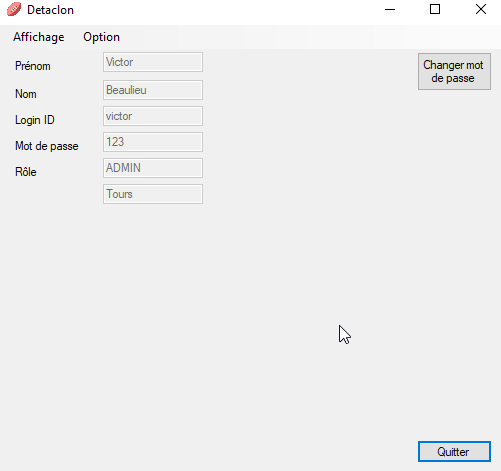 Detaclon
Affichage Option
Prénom Victor
Changer mot
de passe
Nom Beaulieu
Login ID victor
Mot de passe 123
Rôle ADMIN
Tours
Quitter